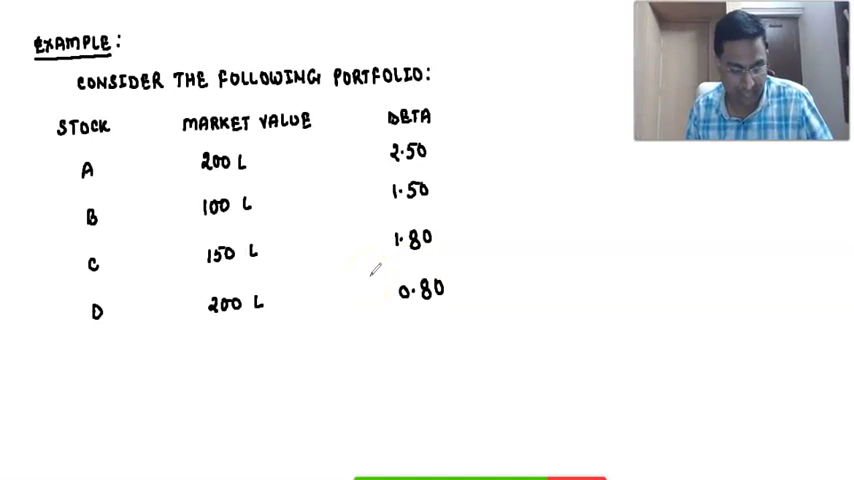 EXAMPLE:
CONSIDER THE FOLLOWING PORTFOLIO:
STOCK MARKET VALUE BETA
A 200 L 2.50
B 100 L 1.50
C 150 L 1.80
D 200 L 0.80